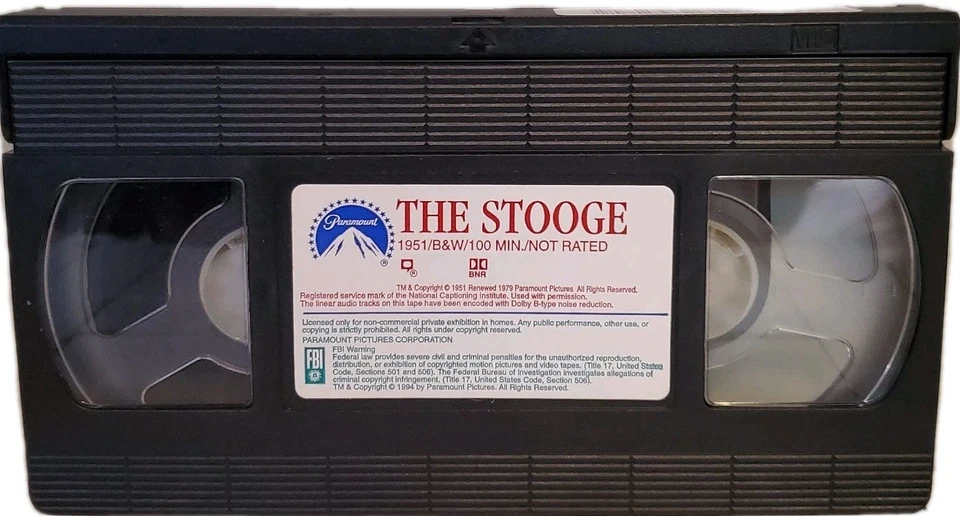 VHS
Paramount
THE STOOGE
®
1951/B&W/100 MIN./NOT RATED
®
BNR
TM & Copyright © 1951 Renewed 1979 Paramount Pictures All Rights Reserved.
Registered service mark of the National Captioning Institute. Used with permission.
The linear audio tracks on this tape have been encoded with Dolby B-type noise reduction.
Licensed only for non-commercial private exhibition in homes. Any public performance, other use, or
copying is strictly prohibited. All rights under copyright reserved.
PARAMOUNT PICTURES CORPORATION
FBI
FBI Warning
Federal law provides severe civil and criminal penalties for the unauthorized reproduction,
distribution, or exhibition of copyrighted motion pictures and video tapes. (Title 17, United States
Code, Sections 501 and 506). The Federal Bureau of Investigation investigates allegations of
criminal copyright infringement. (Title 17, United States Code, Section 506).
TM & Copyright © 1994 by Paramount Pictures. All Rights Reserved.